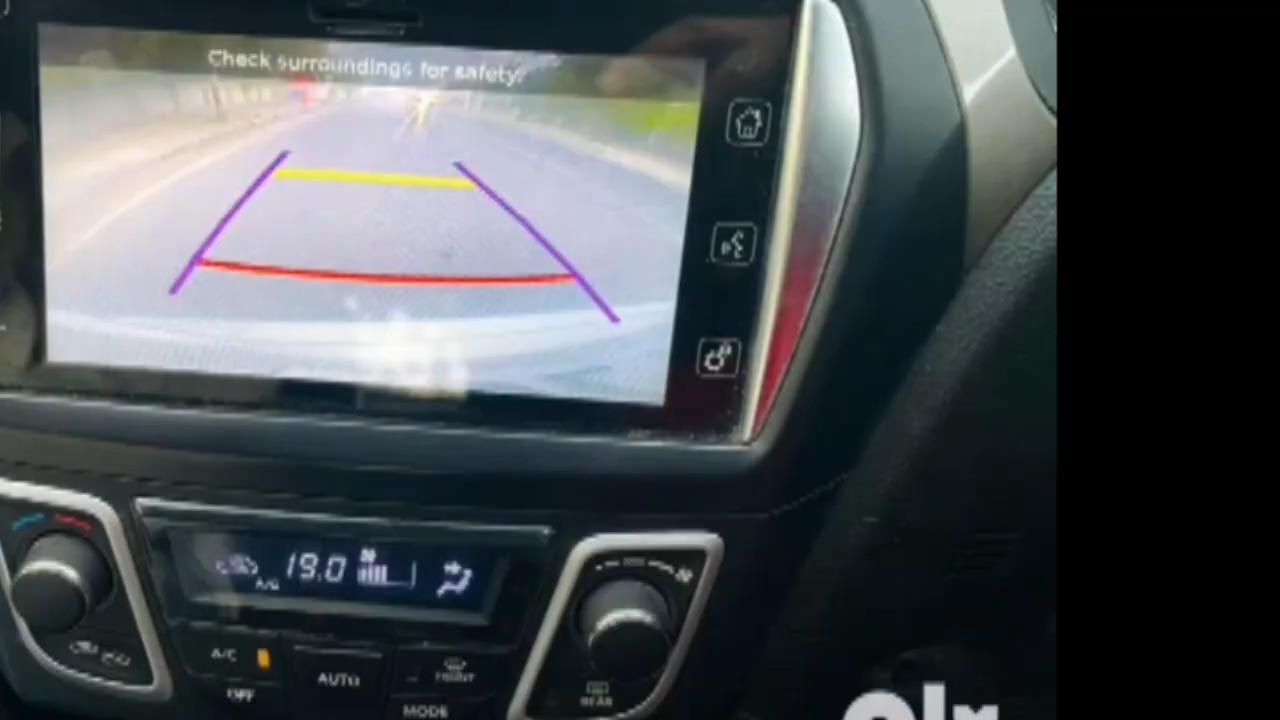 Check surroundings for safety.
19.0
A/C
A/C
OFF
AUTO
FRONT
MODE
REAR
olx